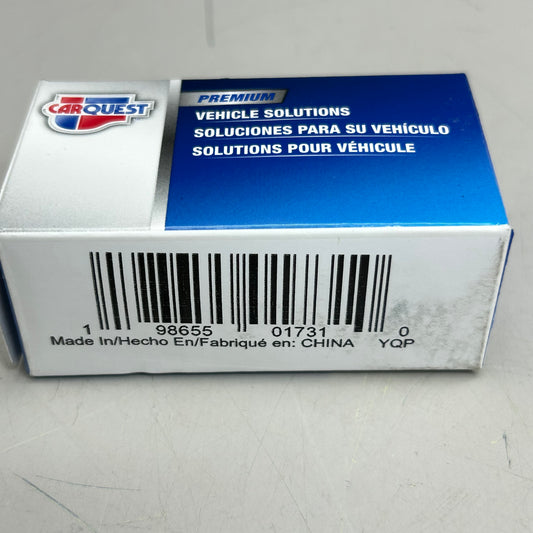 CARQUEST
PREMIUM
VEHICLE SOLUTIONS
SOLUCIONES PARA SU VEHÍCULO
SOLUTIONS POUR VÉHICULE
1 98655 01731 0
Made In/Hecho En/Fabriqué en: CHINA YQP